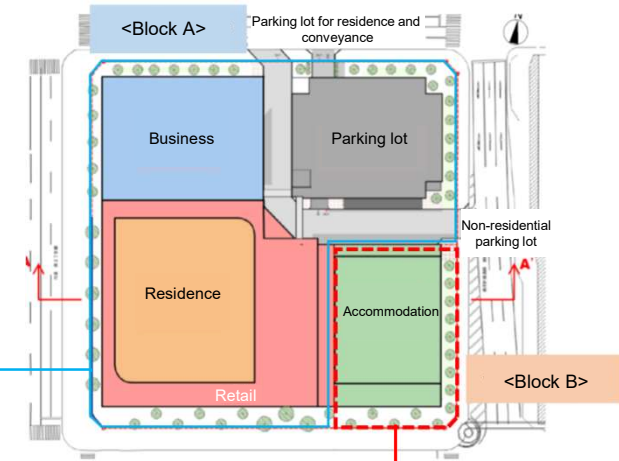 <Block A>
Parking lot for residence and
conveyance
N
Business
Parking lot
Non-residential
parking lot
A'
Residence
Accommodation
<Block B>
Retail